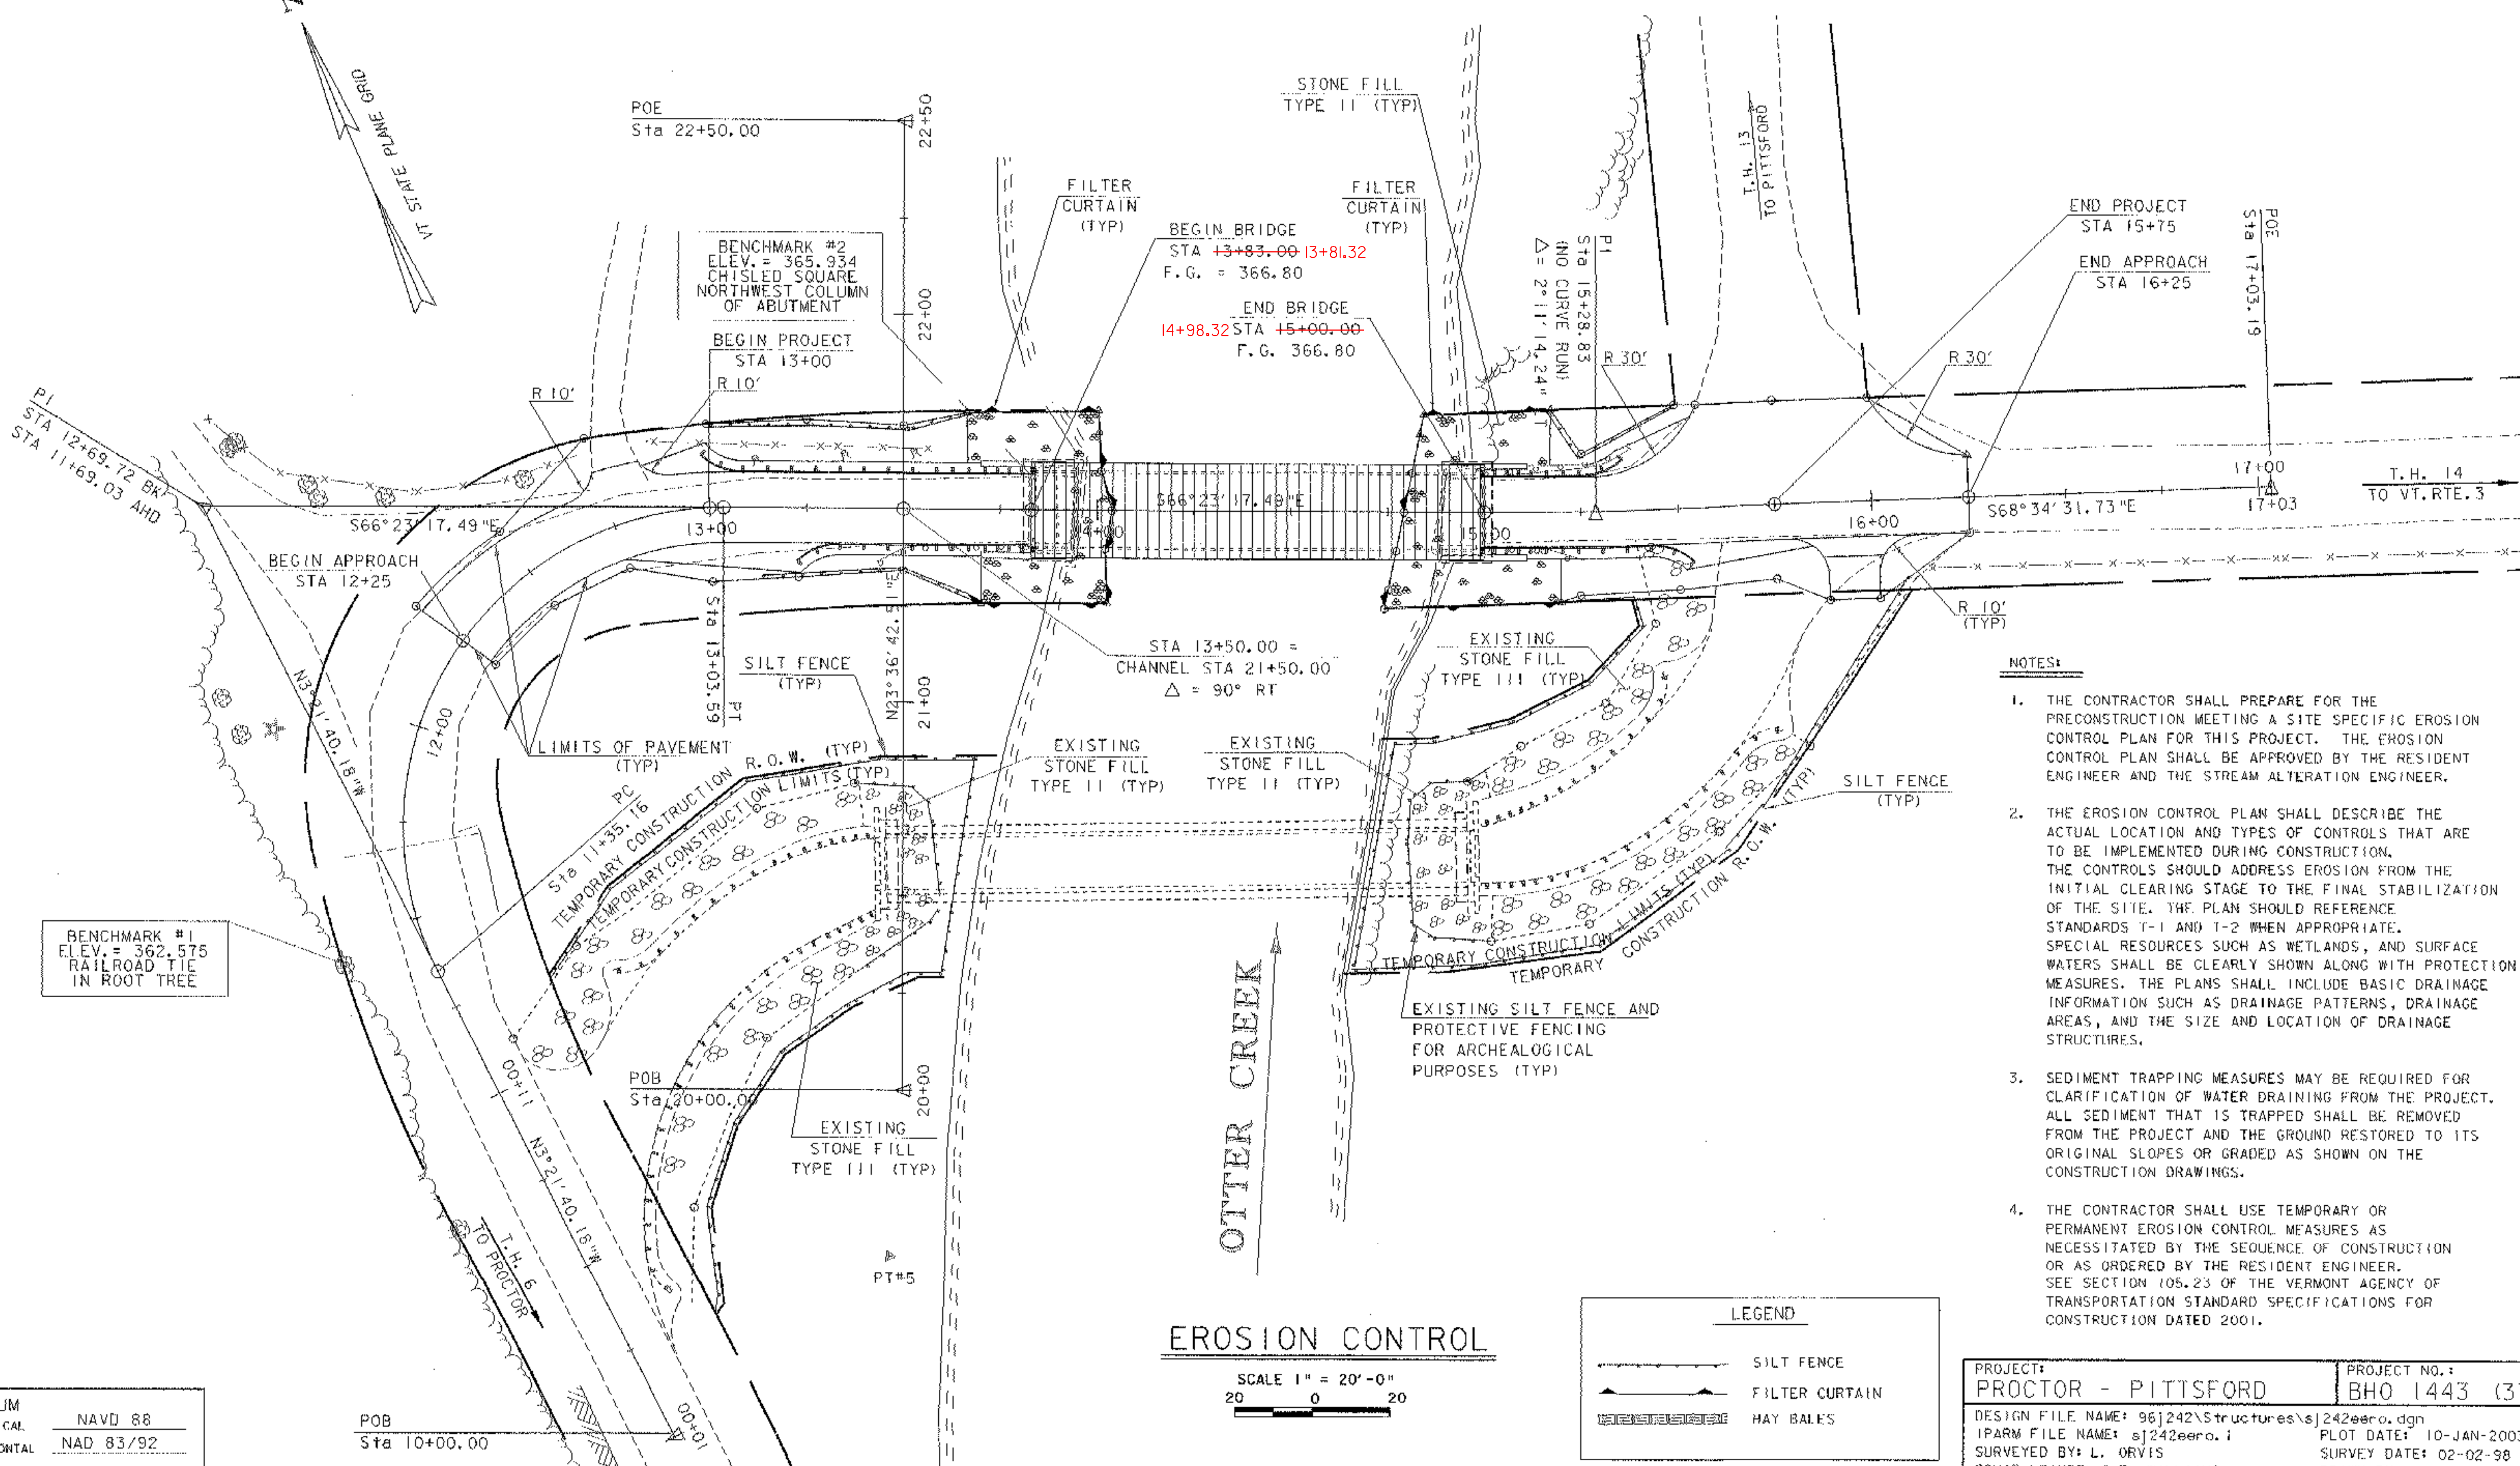 VT STATE PLANE GRID
POE
Sta 22+50.00
22+50
STONE FILL
TYPE II (TYP)
T.H. 13
TO PITTSFORD
FILTER
CURTAIN
(TYP)
FILTER
CURTAIN
(TYP)
END PROJECT
STA 15+75
POE
Sta 17+03.19
BENCHMARK #2
ELEV. = 365.934
CHISLED SQUARE
NORTHWEST COLUMN
OF ABUTMENT
BEGIN BRIDGE
STA 13+83.00 13+81.32
F.G. = 366.80
PI
Sta 15+28.83
(NO CURVE RUN)
Δ= 2°11'14.24"
END APPROACH
STA 16+25
22+00
END BRIDGE
14+98.32 STA 15+00.00
F.G. 366.80
BEGIN PROJECT
STA 13+00
R 10'
R 10'
R 30'
R 30'
PI
STA 12+69.72 BK
STA 11+69.03 AHD
S66°23'17.49"E
13+00
14+00
S66°23'17.49"E
15+00
16+00
S68°34'31.73"E
17+00
17+03
T.H. 14
TO VT.RTE.3
BEGIN APPROACH
STA 12+25
PT
Sta 13+03.59
N23°36'42.51"E
R 10'
(TYP)
STA 13+50.00 =
CHANNEL STA 21+50.00
Δ = 90° RT
EXISTING
STONE FILL
TYPE III (TYP)
SILT FENCE
(TYP)
21+00
N3°21'40.18"W
12+00
LIMITS OF PAVEMENT
(TYP)
TEMPORARY CONSTRUCTION R.O.W. (TYP)
TEMPORARY CONSTRUCTION LIMITS (TYP)
EXISTING
STONE FILL
TYPE II (TYP)
EXISTING
STONE FILL
TYPE II (TYP)
SILT FENCE
(TYP)
PC
Sta 11+35.16
TEMPORARY CONSTRUCTION LIMITS (TYP)
TEMPORARY CONSTRUCTION R.O.W. (TYP)
BENCHMARK #1
ELEV. = 362.575
RAILROAD TIE
IN ROOT TREE
EXISTING SILT FENCE AND
PROTECTIVE FENCING
FOR ARCHEALOGICAL
PURPOSES (TYP)
OTTER CREEK
11+00
POB
Sta 20+00.00
20+00
EXISTING
STONE FILL
TYPE III (TYP)
N3°21'40.18"W
T.H. 6
TO PROCTOR
PT#5
POB
Sta 10+00.00
10+00
NAVD 88
NAD 83/92
EROSION CONTROL
SCALE 1" = 20'-0"
20 0 20
LEGEND
SILT FENCE
FILTER CURTAIN
HAY BALES
NOTES:
1. THE CONTRACTOR SHALL PREPARE FOR THE
PRECONSTRUCTION MEETING A SITE SPECIFIC EROSION
CONTROL PLAN FOR THIS PROJECT. THE EROSION
CONTROL PLAN SHALL BE APPROVED BY THE RESIDENT
ENGINEER AND THE STREAM ALTERATION ENGINEER.
2. THE EROSION CONTROL PLAN SHALL DESCRIBE THE
ACTUAL LOCATION AND TYPES OF CONTROLS THAT ARE
TO BE IMPLEMENTED DURING CONSTRUCTION.
THE CONTROLS SHOULD ADDRESS EROSION FROM THE
INITIAL CLEARING STAGE TO THE FINAL STABILIZATION
OF THE SITE. THE PLAN SHOULD REFERENCE
STANDARDS T-1 AND T-2 WHEN APPROPRIATE.
SPECIAL RESOURCES SUCH AS WETLANDS, AND SURFACE
WATERS SHALL BE CLEARLY SHOWN ALONG WITH PROTECTION
MEASURES. THE PLANS SHALL INCLUDE BASIC DRAINAGE
INFORMATION SUCH AS DRAINAGE PATTERNS, DRAINAGE
AREAS, AND THE SIZE AND LOCATION OF DRAINAGE
STRUCTURES.
3. SEDIMENT TRAPPING MEASURES MAY BE REQUIRED FOR
CLARIFICATION OF WATER DRAINING FROM THE PROJECT.
ALL SEDIMENT THAT IS TRAPPED SHALL BE REMOVED
FROM THE PROJECT AND THE GROUND RESTORED TO ITS
ORIGINAL SLOPES OR GRADED AS SHOWN ON THE
CONSTRUCTION DRAWINGS.
4. THE CONTRACTOR SHALL USE TEMPORARY OR
PERMANENT EROSION CONTROL MEASURES AS
NECESSITATED BY THE SEQUENCE OF CONSTRUCTION
OR AS ORDERED BY THE RESIDENT ENGINEER.
SEE SECTION 105.23 OF THE VERMONT AGENCY OF
TRANSPORTATION STANDARD SPECIFICATIONS FOR
CONSTRUCTION DATED 2001.
PROJECT:
PROCTOR - PITTSFORD
PROJECT NO.:
BHO 1443 (3
DESIGN FILE NAME: 96j242\Structures\sj242eero.dgn
IPARM FILE NAME: sj242eero.i
PLOT DATE: 10-JAN-2003
SURVEYED BY: L. ORVIS
SURVEY DATE: 02-02-98